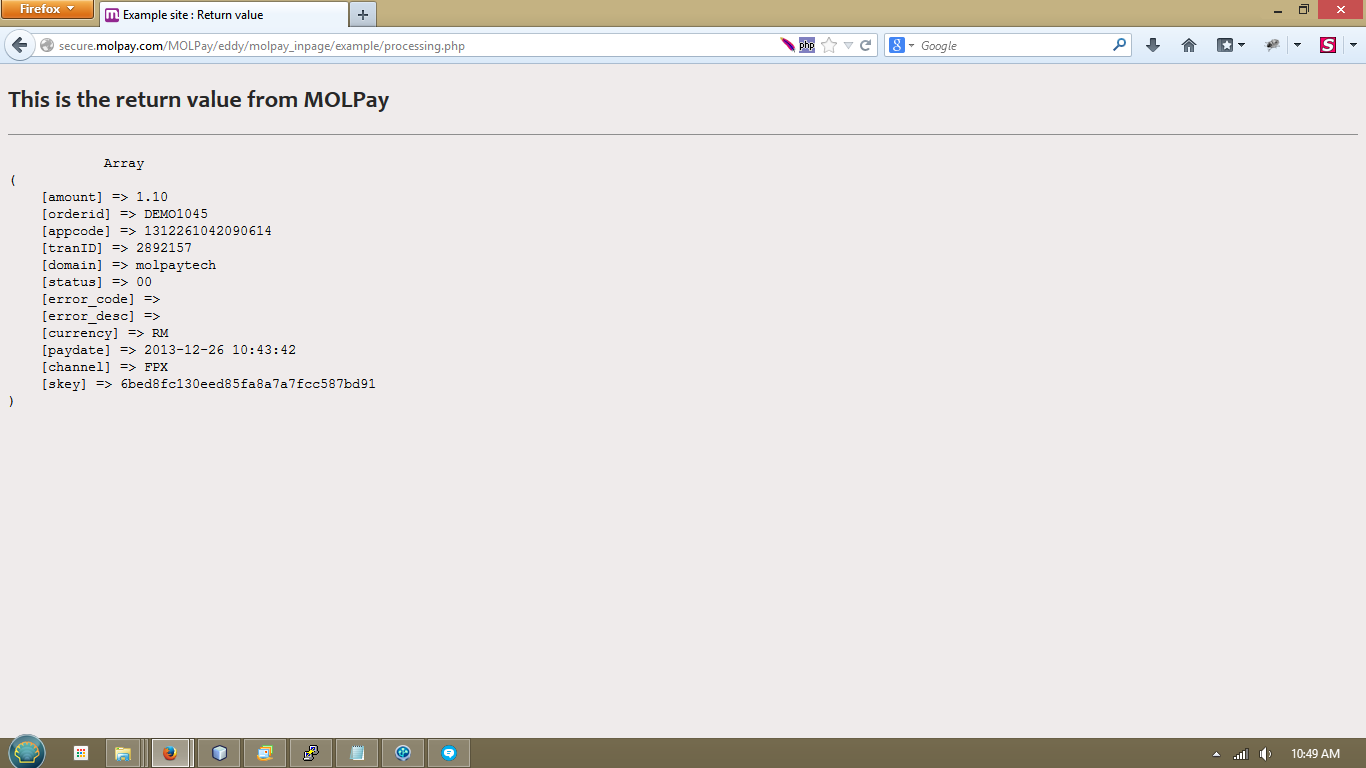 Firefox
Example site : Return value
secure.molpay.com/MOLPay/eddy/molpay_inpage/example/processing.php
php
Google
This is the return value from MOLPay
Array
(
[amount] => 1.10
[orderid] => DEMO1045
[appcode] => 1312261042090614
[tranID] => 2892157
[domain] => molpaytech
[status] => 00
[error_code] =>
[error_desc] =>
[currency] => RM
[paydate] => 2013-12-26 10:43:42
[channel] => FPX
[skey] => 6bed8fc130eed85fa8a7a7fcc587bd91
)
10:49 AM